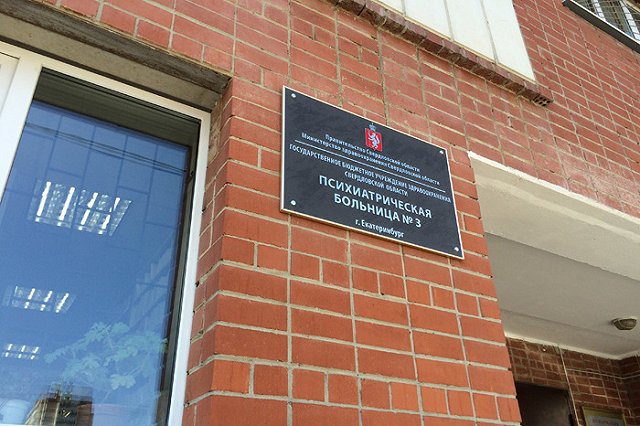 Правительство Свердловской области
Министерство здравоохранения Свердловской области
ГОСУДАРСТВЕННОЕ БЮДЖЕТНОЕ УЧРЕЖДЕНИЕ ЗДРАВООХРАНЕНИЯ
СВЕРДЛОВСКОЙ ОБЛАСТИ
ПСИХИАТРИЧЕСКАЯ
БОЛЬНИЦА № 3
г. Екатеринбург